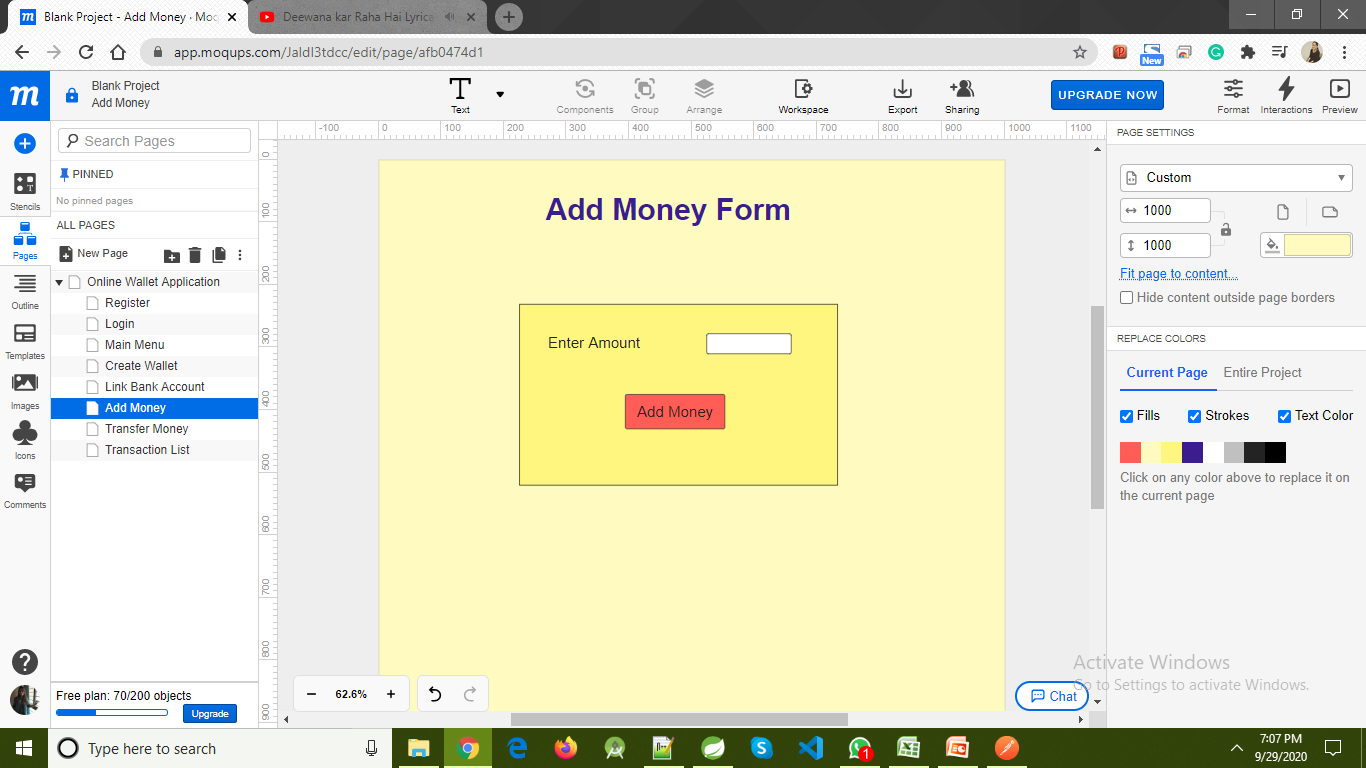 Blank Project - Add Money · Moq
Deewana kar Raha Hai Lyrica
app.moqups.com/Jaldl3tdcc/edit/page/afb0474d1
New
m
Blank Project
Add Money
Text
Components
Group
Arrange
Workspace
Export
Sharing
UPGRADE NOW
Format
Interactions
Preview
Search Pages
PINNED
No pinned pages
ALL PAGES
New Page
Online Wallet Application
Register
Login
Main Menu
Create Wallet
Link Bank Account
Add Money
Transfer Money
Transaction List
Stencils
Pages
Outline
Templates
Images
Icons
Comments
Free plan: 70/200 objects
Upgrade
-100 0 100 200 300 400 500 600 700 800 900 1000 1100
0
100
200
300
400
500
600
700
800
900
Add Money Form
Enter Amount
Add Money
62.6%
PAGE SETTINGS
Custom
1000
1000
Fit page to content...
Hide content outside page borders
REPLACE COLORS
Current Page
Entire Project
Fills
Strokes
Text Color
Click on any color above to replace it on
the current page
Activate Windows
Go to Settings to activate Windows.
Chat
Type here to search
1
7:07 PM
9/29/2020